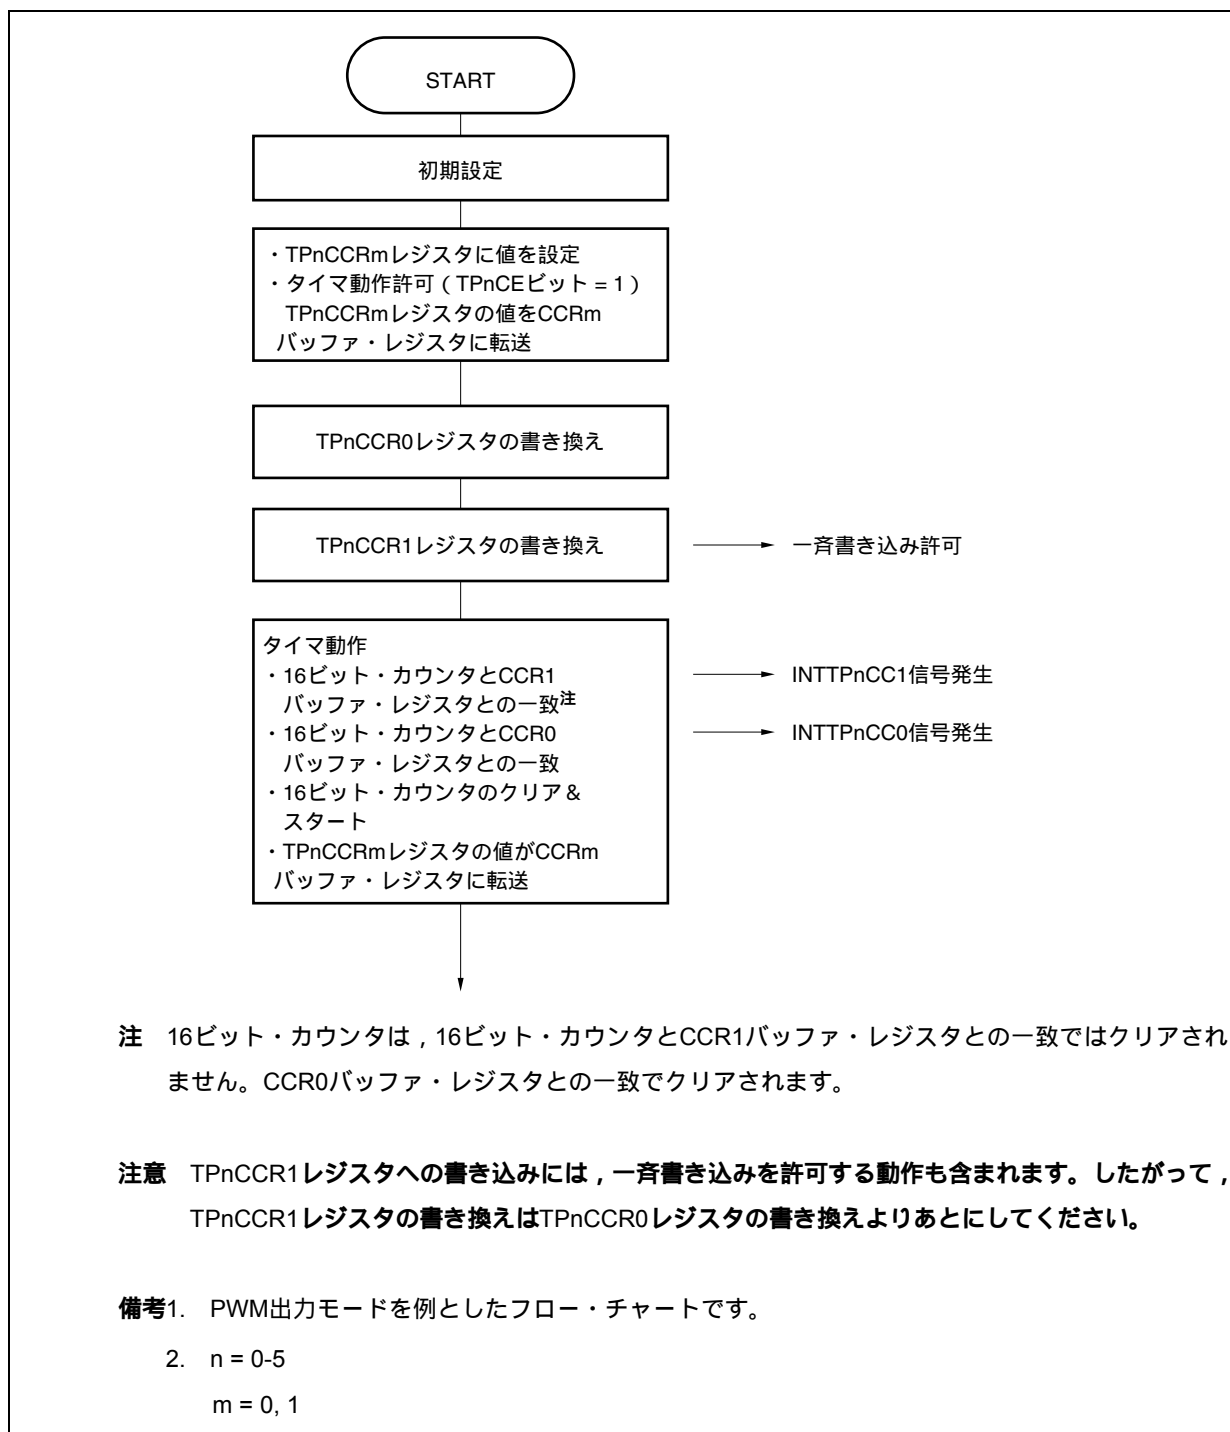 START
初期設定
・TPnCCRmレジスタに値を設定
・タイマ動作許可（TPnCEビット = 1）
TPnCCRmレジスタの値をCCRm
バッファ・レジスタに転送
TPnCCR0レジスタの書き換え
TPnCCR1レジスタの書き換え
一斉書き込み許可
タイマ動作
・16ビット・カウンタとCCR1
バッファ・レジスタとの一致注
INTTPnCC1信号発生
・16ビット・カウンタとCCR0
バッファ・レジスタとの一致
INTTPnCC0信号発生
・16ビット・カウンタのクリア＆
スタート
・TPnCCRmレジスタの値がCCRm
バッファ・レジスタに転送
注 16ビット・カウンタは，16ビット・カウンタとCCR1バッファ・レジスタとの一致ではクリアされ
ません。CCR0バッファ・レジスタとの一致でクリアされます。
注意 TPnCCR1レジスタへの書き込みには，一斉書き込みを許可する動作も含まれます。したがって，
TPnCCR1レジスタの書き換えはTPnCCR0レジスタの書き換えよりあとにしてください。
備考1. PWM出力モードを例としたフロー・チャートです。
2. n = 0-5
m = 0, 1